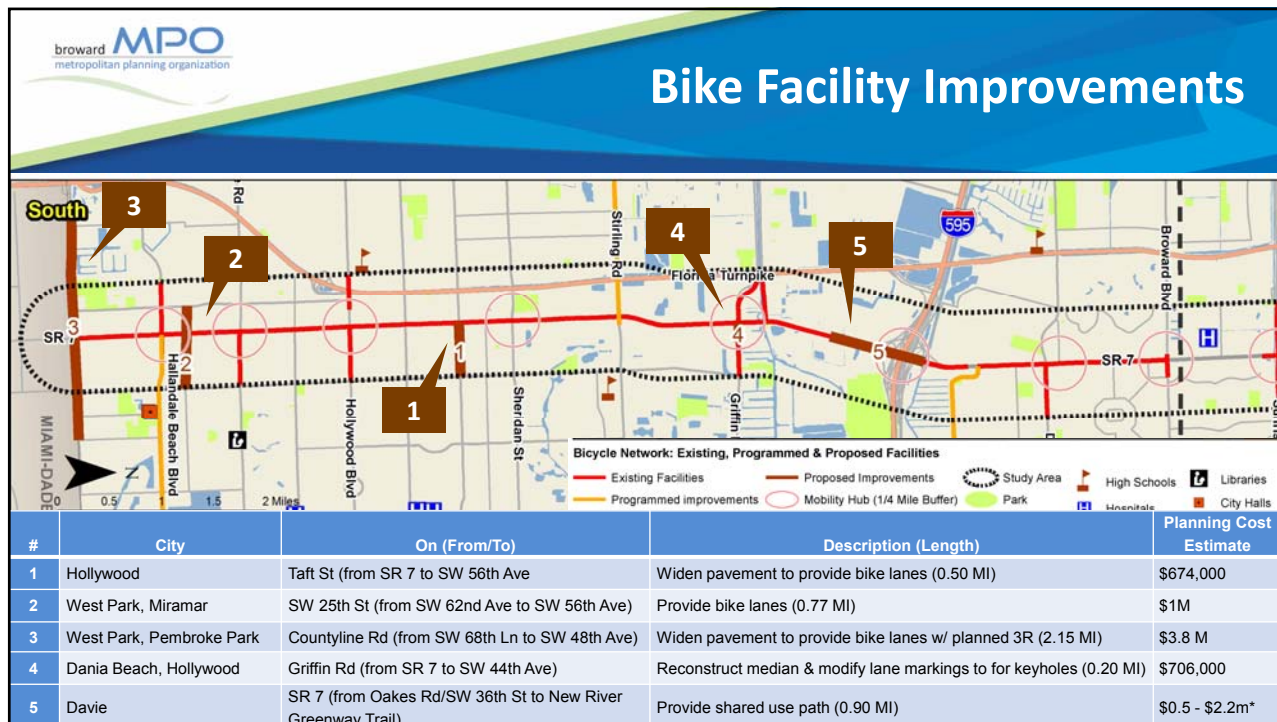 broward MPO
metropolitan planning organization
Bike Facility Improvements
South
3
2
4
5
1
Stirling Rd
Florida Turnpike
595
Broward Blvd
Rd
SR 7
3
2
1
4
5
SR 7
H
Hallandale Beach Blvd
Hollywood Blvd
Sheridan St
Griffin
MIAMI-DADE
N
0 0.5 1 1.5 2 Miles
Bicycle Network: Existing, Programmed & Proposed Facilities
Existing Facilities Proposed Improvements Study Area High Schools Libraries
Programmed improvements Mobility Hub (1/4 Mile Buffer) Park H Hospitals City Halls
# City On (From/To) Description (Length) Planning Cost Estimate
1 Hollywood Taft St (from SR 7 to SW 56th Ave Widen pavement to provide bike lanes (0.50 MI) $674,000
2 West Park, Miramar SW 25th St (from SW 62nd Ave to SW 56th Ave) Provide bike lanes (0.77 MI) $1M
3 West Park, Pembroke Park Countyline Rd (from SW 68th Ln to SW 48th Ave) Widen pavement to provide bike lanes w/ planned 3R (2.15 MI) $3.8 M
4 Dania Beach, Hollywood Griffin Rd (from SR 7 to SW 44th Ave) Reconstruct median & modify lane markings to for keyholes (0.20 MI) $706,000
5 Davie SR 7 (from Oakes Rd/SW 36th St to New River Greenway Trail) Provide shared use path (0.90 MI) $0.5 - $2.2m*